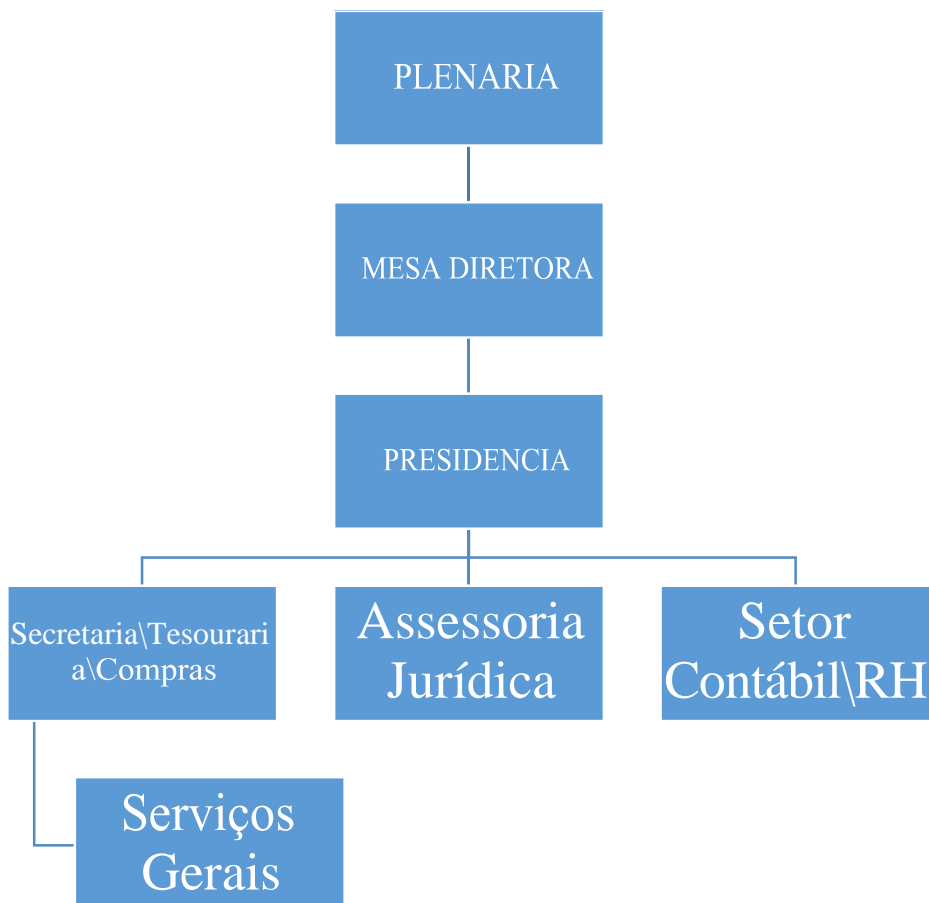 PLENARIA
MESA DIRETORA
PRESIDENCIA
Secretaria\Tesourari
a\Compras
Assessoria
Jurídica
Setor
Contábil\RH
Serviços
Gerais